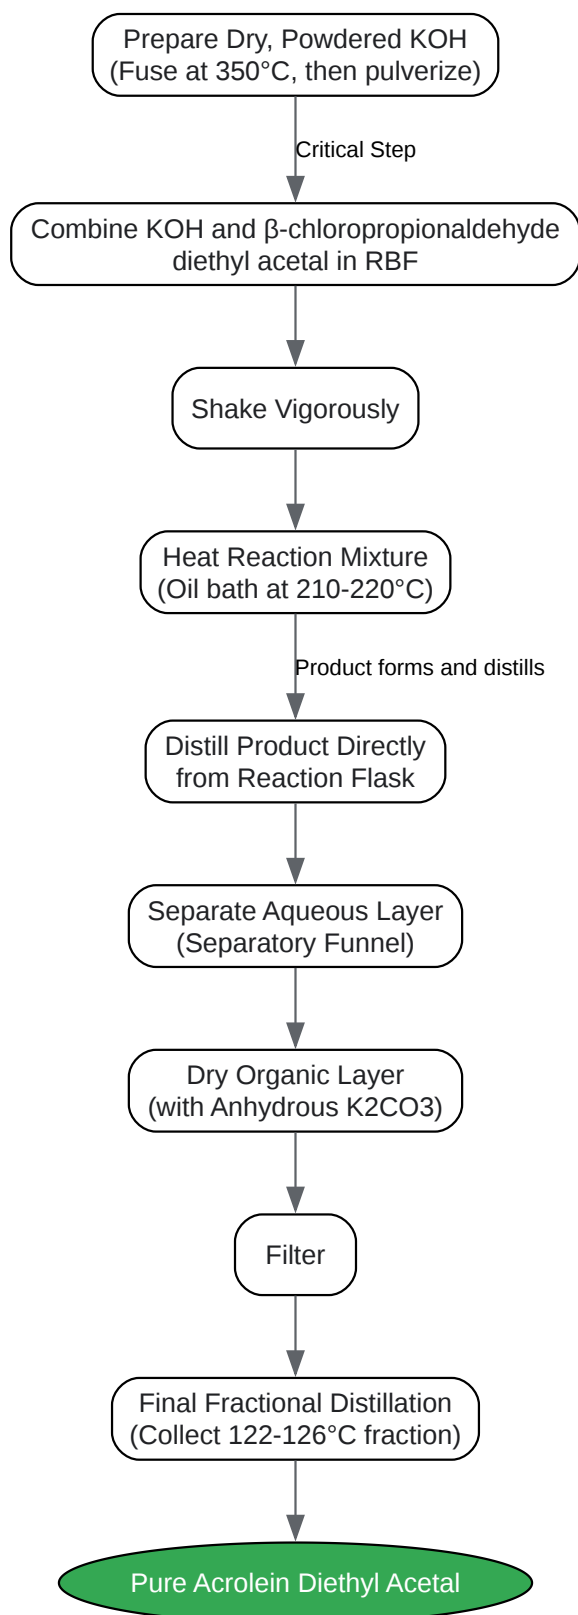 Prepare Dry, Powdered KOH
(Fuse at 350°C, then pulverize)
Critical Step
Combine KOH and β-chloropropionaldehyde
diethyl acetal in RBF
Shake Vigorously
Heat Reaction Mixture
(Oil bath at 210-220°C)
Product forms and distills
Distill Product Directly
from Reaction Flask
Separate Aqueous Layer
(Separatory Funnel)
Dry Organic Layer
(with Anhydrous K2CO3)
Filter
Final Fractional Distillation
(Collect 122-126°C fraction)
Pure Acrolein Diethyl Acetal